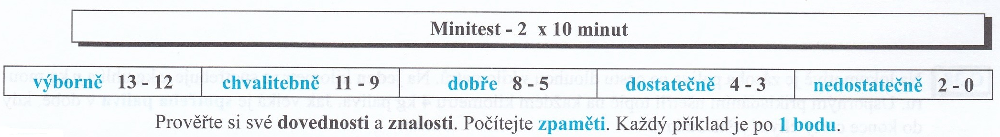 Minitest - 2 x 10 minut
výborně 13 - 12 chvalitebně 11 - 9 dobře 8 - 5 dostatečně 4 - 3 nedostatečně 2 - 0
Prověřte si své dovednosti a znalosti. Počítejte zpaměti. Každý příklad je po 1 bodu.